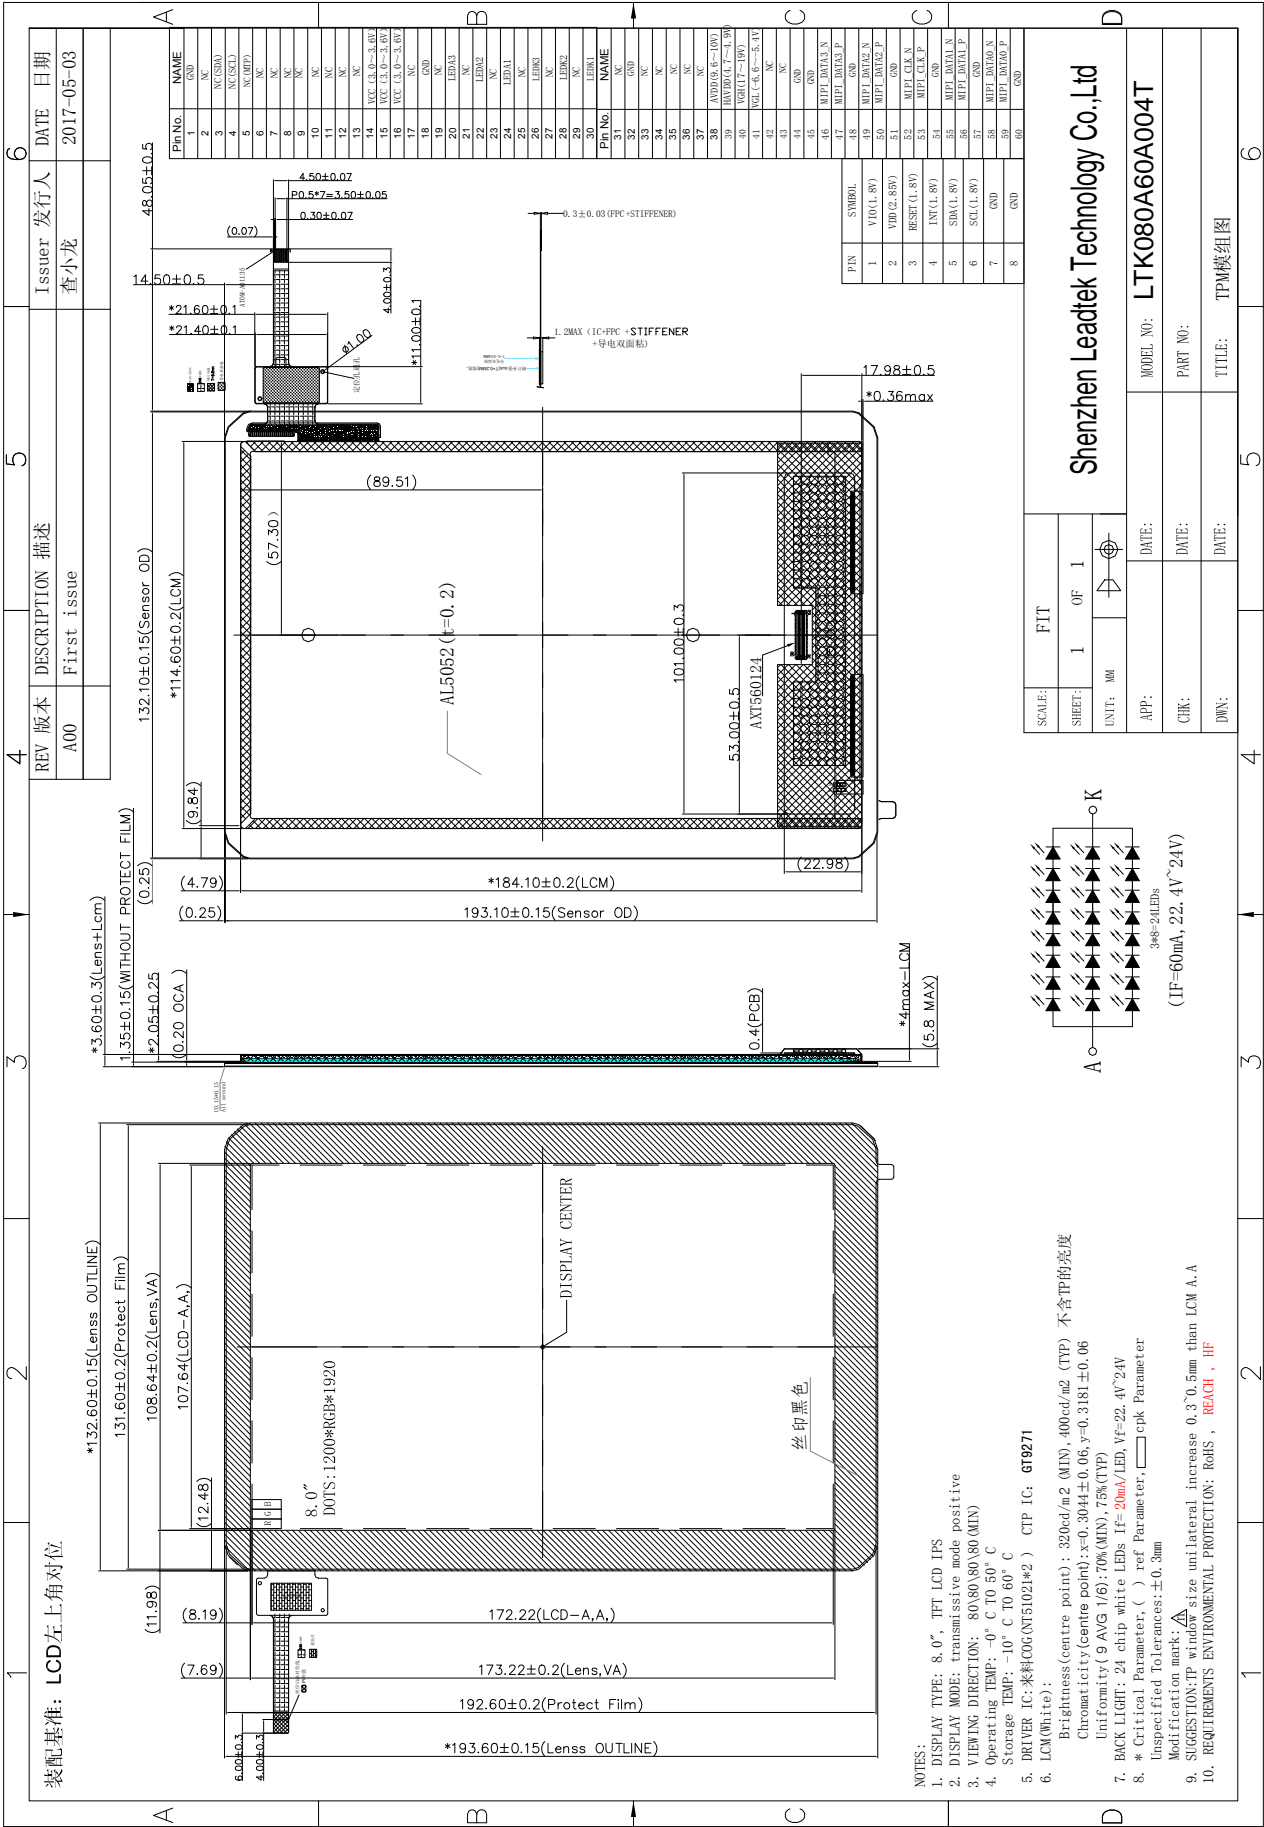 装配基准: LCD左上角对位
REV 版本 DESCRIPTION 描述 Issuer 发行人 DATE 日期
A00 First issue 查小龙 2017-05-03
*132.60±0.15(Lenss OUTLINE)
131.60±0.2(Protect Film)
108.64±0.2(Lens,VA)
107.64(LCD-A,A,)
(12.48)
(11.98)
(8.19)
(7.69)
172.22(LCD-A,A,)
173.22±0.2(Lens,VA)
192.60±0.2(Protect Film)
*193.60±0.15(Lenss OUTLINE)
6.00±0.3
4.00±0.3
R G B
8.0″
DOTS:1200*RGB*1920
DISPLAY CENTER
丝印黑色
*3.60±0.3(Lens+Lcm)
1.35±0.15(WITHOUT PROTECT FILM)
*2.05±0.25
(0.20 OCA )
0.4(PCB)
*4max-LCM
(5.8 MAX)
132.10±0.15(Sensor OD)
*114.60±0.2(LCM)
(57.30)
(89.51)
(9.84)
(0.25)
(4.79)
(0.25)
*184.10±0.2(LCM)
193.10±0.15(Sensor OD)
(22.98)
AL5052(t=0.2)
101.00±0.3
53.00±0.5
AXT560124
17.98±0.5
*0.36max
48.05±0.5
14.50±0.5
*21.60±0.1
*21.40±0.1
4.50±0.07
P0.5*7=3.50±0.05
0.30±0.07
(0.07)
4.00±0.3
*11.00±0.1
ø1.00
定位孔通孔
0.3±0.03(FPC+STIFFENER)
1.2MAX (IC+FPC +STIFFENER
+导电双面粘)
Pin No. NAME
1 GND
2 NC
3 NC(SDA)
4 NC(SCL)
5 NC(MTP)
6 NC
7 NC
8 NC
9 NC
10 NC
11 NC
12 NC
13 NC
14 VCC (3.0~3.6V)
15 VCC (3.0~3.6V)
16 VCC (3.0~3.6V)
17 NC
18 GND
19 NC
20 LEDA3
21 NC
22 LEDA2
23 NC
24 LEDA1
25 NC
26 LEDK3
27 NC
28 LEDK2
29 NC
30 LEDK1
Pin No. NAME
31 NC
32 GND
33 NC
34 NC
35 NC
36 NC
37 NC
38 AVDD(9.6~10V)
39 HAVDD(4.7~4.9V)
40 VGH(17~19V)
41 VGL(-6.6~-5.4V)
42 NC
43 NC
44 GND
45 GND
46 MIPI_DATA3_N
47 MIPI_DATA3_P
48 GND
49 MIPI_DATA2_N
50 MIPI_DATA2_P
51 GND
52 MIPI_CLK_N
53 MIPI_CLK_P
54 GND
55 MIPI_DATA1_N
56 MIPI_DATA1_P
57 GND
58 MIPI_DATA0_N
59 MIPI_DATA0_P
60 GND
PIN SYMBOL
1 VIO(1.8V)
2 VDD(2.85V)
3 RESET(1.8V)
4 INT(1.8V)
5 SDA(1.8V)
6 SCL(1.8V)
7 GND
8 GND
A K
3*8=24LEDs
(IF=60mA,22.4V~24V)
NOTES:
1. DISPLAY TYPE: 8.0″, TFT LCD IPS
2. DISPLAY MODE: transmissive mode positive
3. VIEWING DIRECTION: 80\80\80\80(MIN)
4. Operating TEMP: -0° C TO 50° C
Storage TEMP: -10° C TO 60° C
5. DRIVER IC:来料COG(NT51021*2 ) CTP IC: GT9271
6. LCM(White):
Brightness(centre point): 320cd/m2 (MIN), 400cd/m2 (TYP) 不含TP的亮度
Chromaticity(centre point):x=0.3044±0.06,y=0.3181±0.06
Uniformity( 9 AVG 1/6):70%(MIN),75%(TYP)
7. BACK LIGHT: 24 chip white LEDs If=20mA/LED,Vf=22.4V~24V
8. * Critical Parameter, ( ) ref Parameter, cpk Parameter
Unspecified Tolerances:±0.3mm
Modification mark:
9. SUGGESTION:TP window size unilateral increase 0.3~0.5mm than LCM A.A
10. REQUIREMENTS ENVIRONMENTAL PROTECTION: RoHS , REACH , HF
SCALE: FIT
SHEET: 1 OF 1
UNIT: MM
Shenzhen Leadtek Technology Co.,Ltd
APP: DATE: MODEL NO: LTK080A60A004T
CHK: DATE: PART NO:
DWN: DATE: TITLE: TPM模组图
1 2 3 4 5 6
1 2 3 4 5 6
A B C D
A B C C D